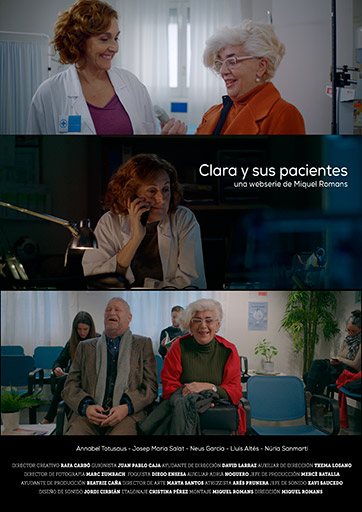 Clara y sus pacientes
una webserie de Miquel Romans
Annabel Totusaus - Josep Maria Salat - Neus Garcia - Lluís Altés - Núria Sanmartí
DIRECTOR CREATIVO RAFA CARBÓ GUIONISTA JUAN PABLO CAJA AYUDANTE DE DIRECCIÓN DAVID LARRAZ AUXILIAR DE DIRECCIÓN TXEMA LOSANO
DIRECTOR DE FOTOGRAFÍA MARC ZUMBACH FOQUISTA DIEGO ENSESA AUXILIAR ADRIÀ NOGUERO JEFE DE PRODUCCIÓN MERCÈ BATALLA
AYUDANTE DE PRODUCCIÓN BEATRIZ CAÑA DIRECTOR DE ARTE MARTA SANTOS ATREZZISTA ARÉS PRUNERA JEFE DE SONIDO XAVI SAUCEDO
DISEÑO DE SONIDO JORDI CIRBIÁN ETALONAJE CRISTINA PÉREZ MONTAJE MIQUEL ROMANS DIRECCIÓN MIQUEL ROMANS